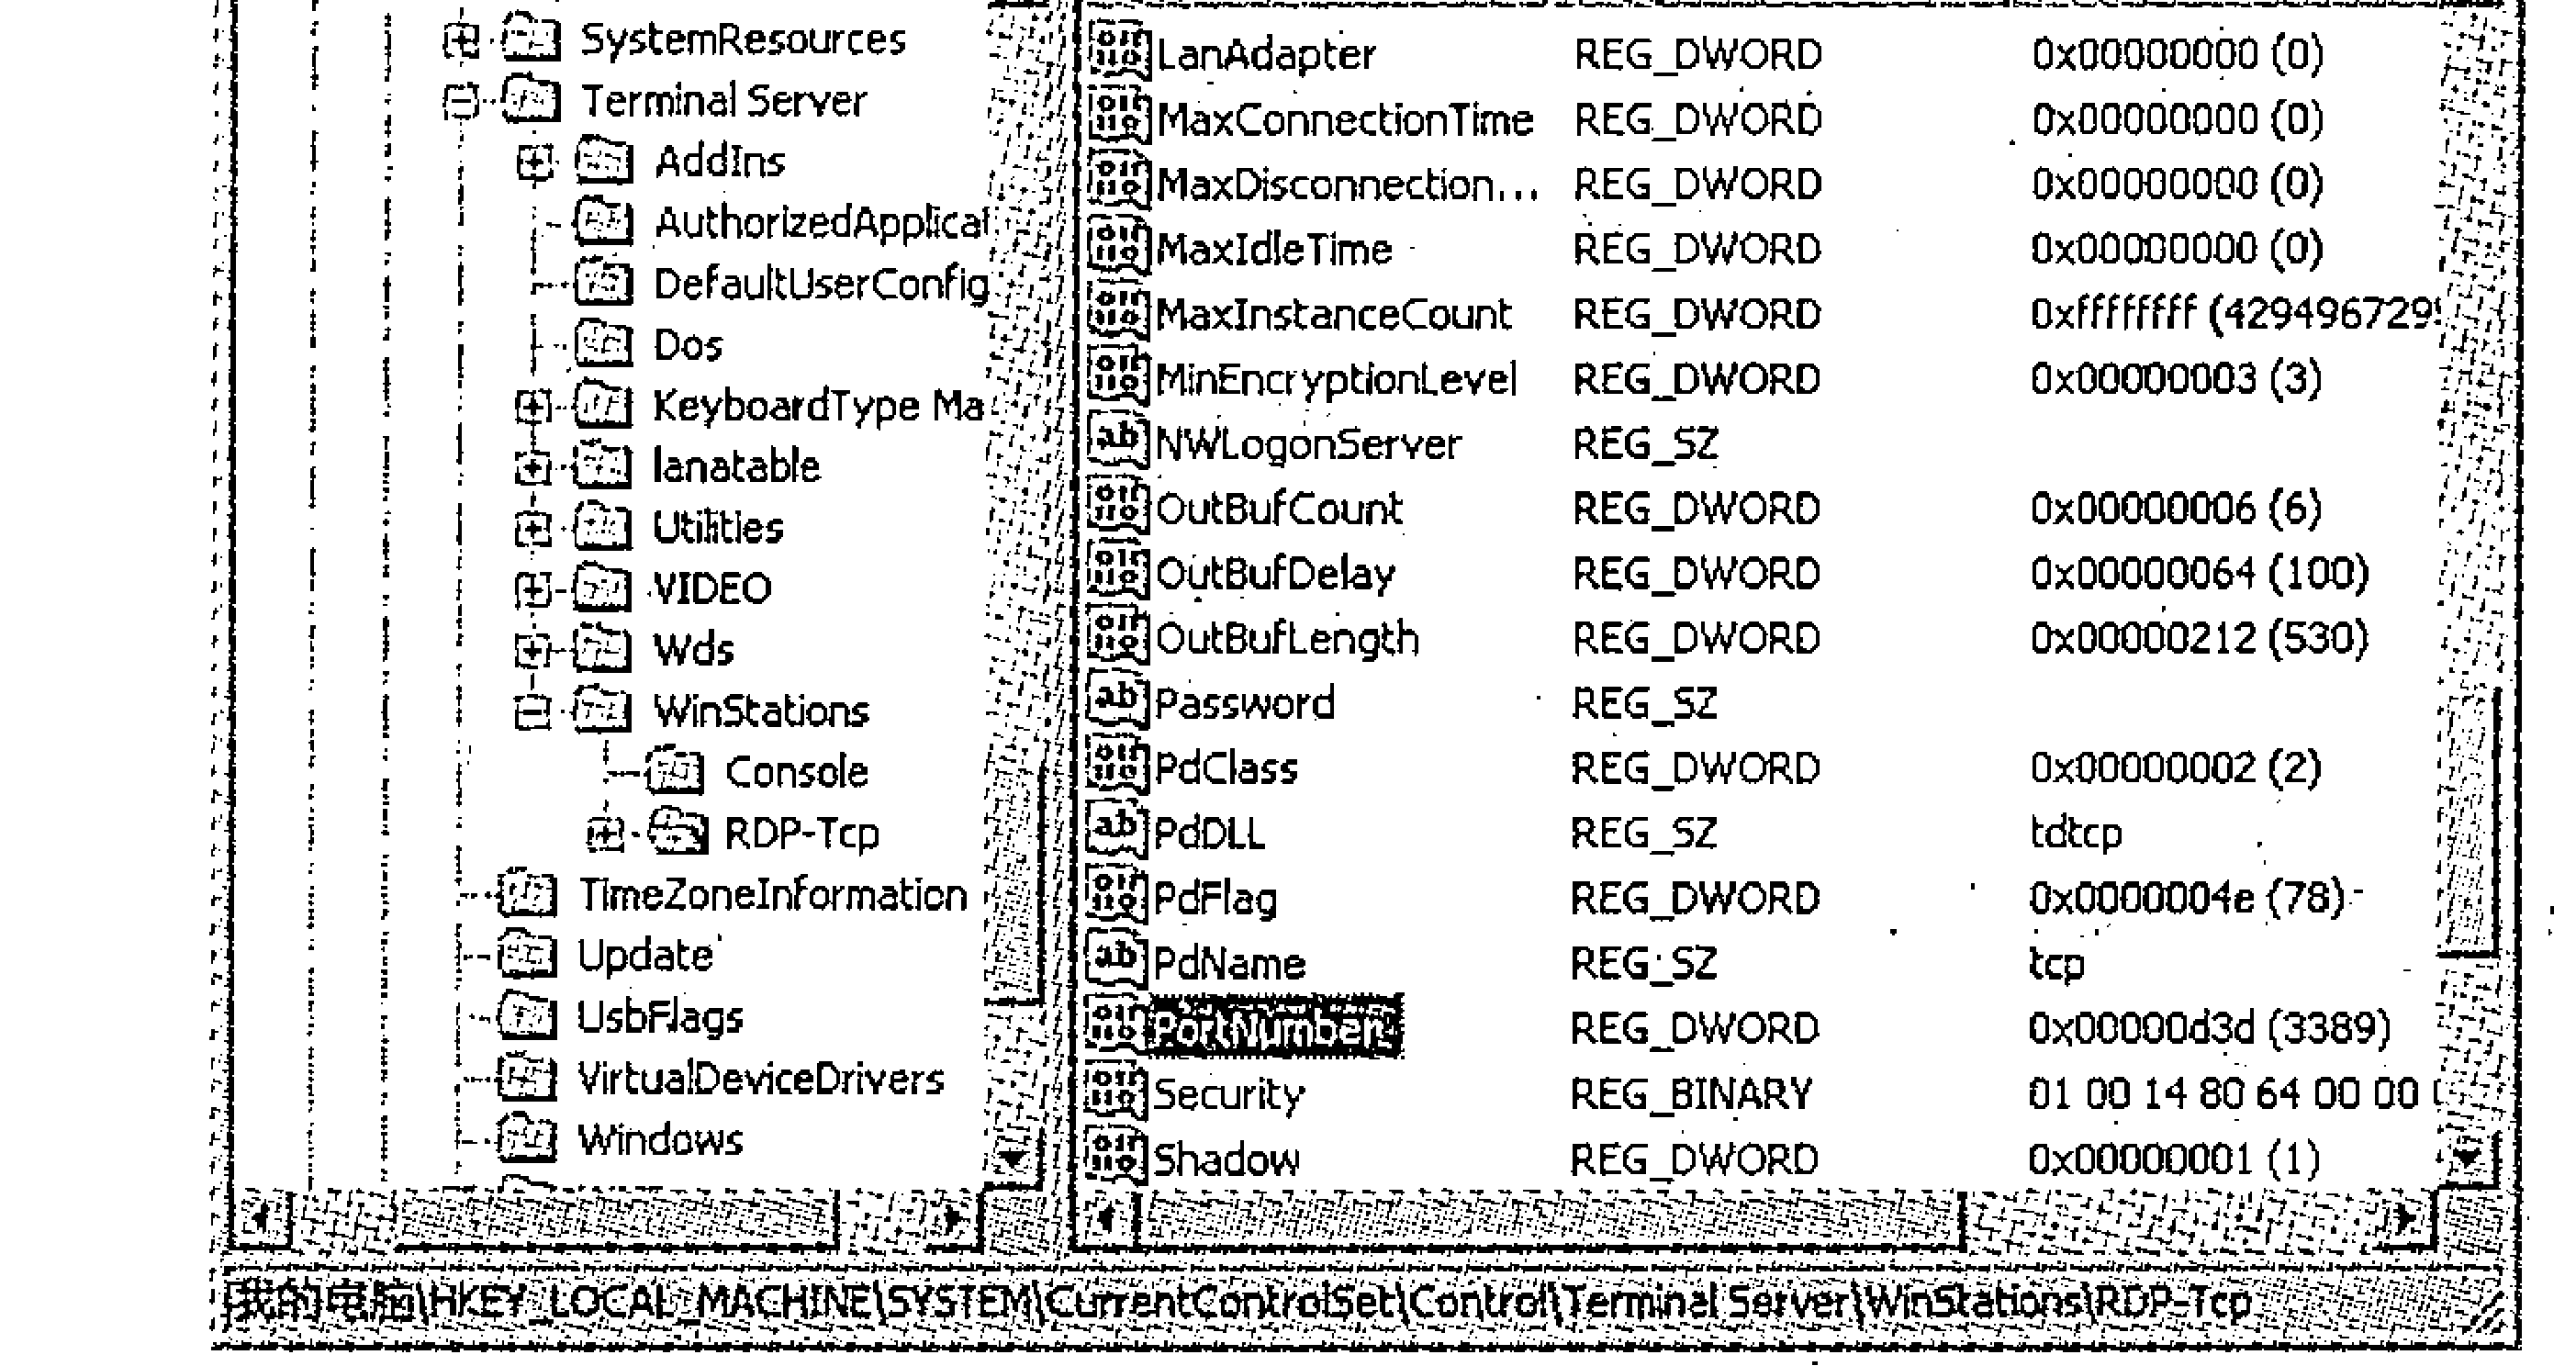 SystemResources
Terminal Server
AddIns
AuthorizedApplicat
DefaultUserConfig
Dos
KeyboardType Ma
lanatable
Utilities
VIDEO
Wds
WinStations
Console
RDP-Tcp
TimeZoneInformation
Update
UsbFlags
VirtualDeviceDrivers
Windows
LanAdapter REG_DWORD 0x00000000 (0)
MaxConnectionTime REG_DWORD 0x00000000 (0)
MaxDisconnection... REG_DWORD 0x00000000 (0)
MaxIdleTime REG_DWORD 0x00000000 (0)
MaxInstanceCount REG_DWORD 0xffffffff (429496729
MinEncryptionLevel REG_DWORD 0x00000003 (3)
NWLogonServer REG_SZ
OutBufCount REG_DWORD 0x00000006 (6)
OutBufDelay REG_DWORD 0x00000064 (100)
OutBufLength REG_DWORD 0x00000212 (530)
Password REG_SZ
PdClass REG_DWORD 0x00000002 (2)
PdDLL REG_SZ tdtcp
PdFlag REG_DWORD 0x0000004e (78)
PdName REG_SZ tcp
PortNumber REG_DWORD 0x00000d3d (3389)
Security REG_BINARY 01 00 14 80 64 00 00
Shadow REG_DWORD 0x00000001 (1)
我的电脑\HKEY_LOCAL_MACHINE\SYSTEM\CurrentControlSet\Control\Terminal Server\WinStations\RDP-Tcp